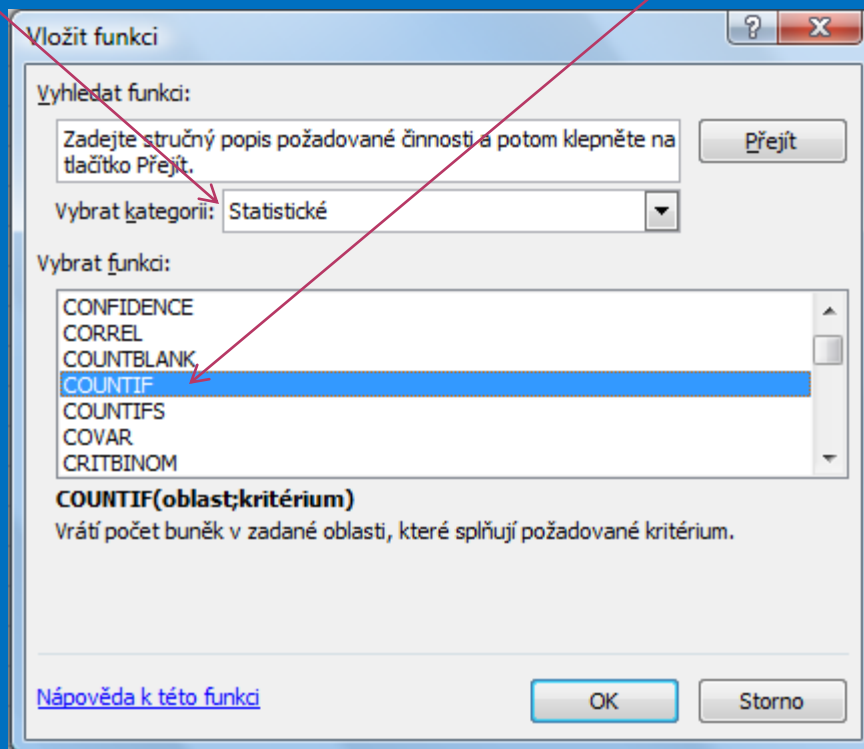 Vložit funkci
Vyhledat funkci:
Zadejte stručný popis požadované činnosti a potom klepněte na
tlačítko Přejít.
Přejít
Vybrat kategorii: Statistické
Vybrat funkci:
CONFIDENCE
CORREL
COUNTBLANK
COUNTIF
COUNTIFS
COVAR
CRITBINOM
COUNTIF(oblast;kritérium)
Vrátí počet buněk v zadané oblasti, které splňují požadované kritérium.
Nápověda k této funkci
OK
Storno